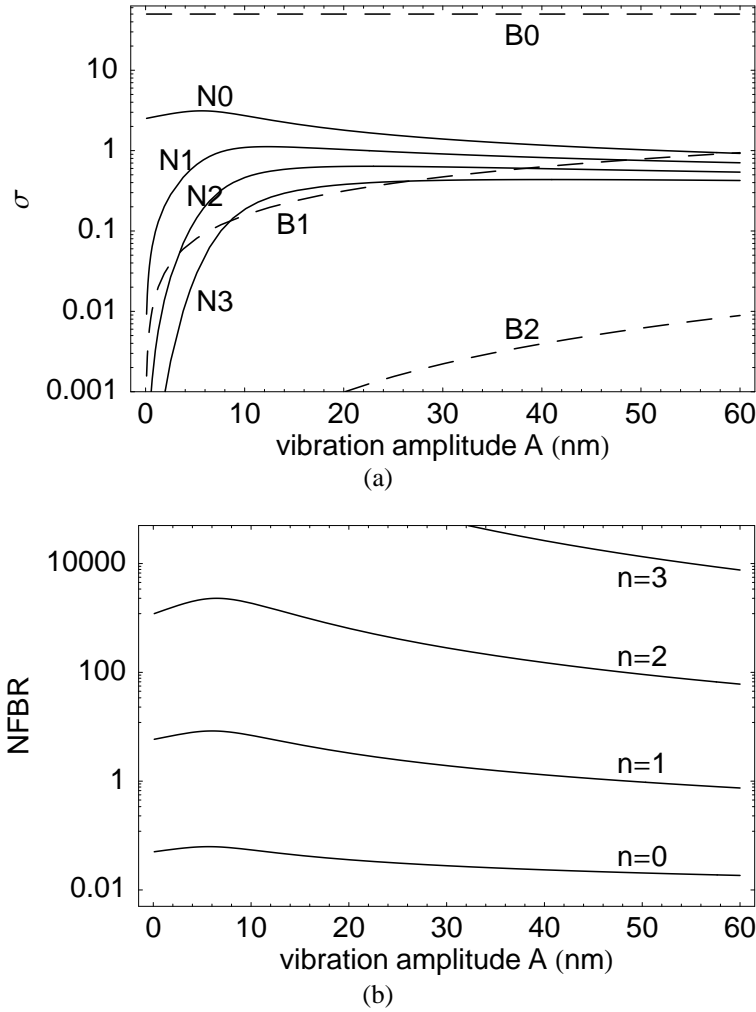 10
1
0.1
0.01
0.001
σ
B0
N0
N1
N2
B1
N3
B2
0 10 20 30 40 50 60
vibration amplitude A (nm)
(a)
10000
100
1
0.01
NFBR
n=3
n=2
n=1
n=0
0 10 20 30 40 50 60
vibration amplitude A (nm)
(b)